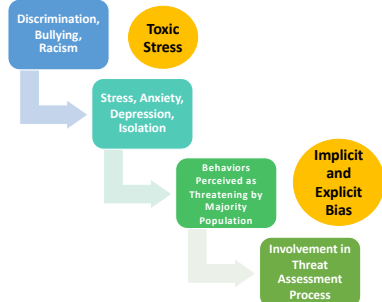 Discrimination,
Bullying,
Racism
Toxic
Stress
Stress, Anxiety,
Depression,
Isolation
Behaviors
Perceived as
Threatening by
Majority
Population
Implicit
and
Explicit
Bias
Involvement in
Threat
Assessment
Process